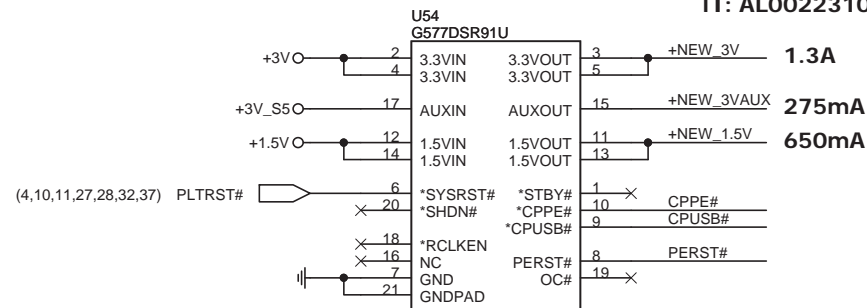 TI: AL0022310
U54
G577DSR91U
+3V 2 3.3VIN 3.3VOUT 3 +NEW_3V 1.3A
4 3.3VIN 3.3VOUT 5
+3V_S5 17 AUXIN AUXOUT 15 +NEW_3VAUX 275mA
+1.5V 12 1.5VIN 1.5VOUT 11 +NEW_1.5V 650mA
14 1.5VIN 1.5VOUT 13
(4,10,11,27,28,32,37) PLTRST# 6 *SYSRST# *STBY# 1
20 *SHDN# *CPPE# 10 CPPE#
*CPUSB# 9 CPUSB#
18 *RCLKEN
16 NC PERST# 8 PERST#
7 GND OC# 19
21 GNDPAD